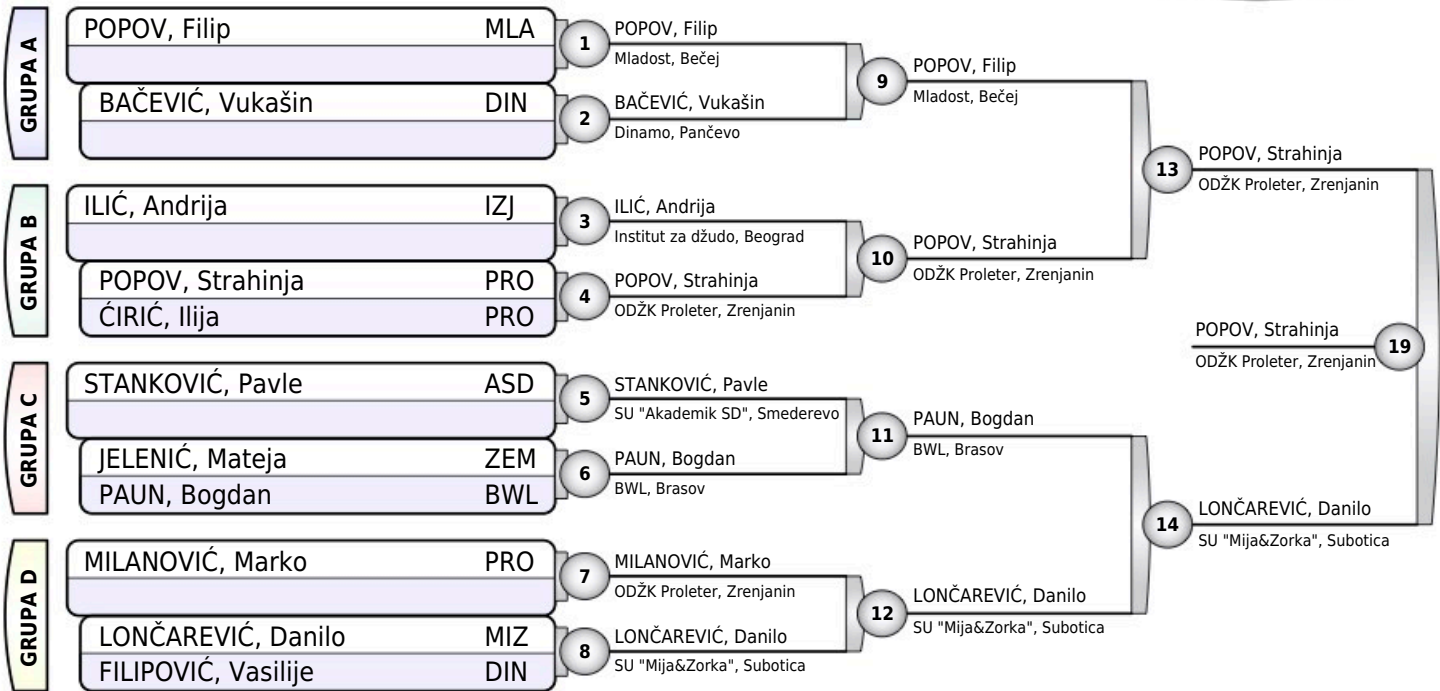 GRUPA A
POPOV, Filip MLA
BAČEVIĆ, Vukašin DIN
GRUPA B
ILIĆ, Andrija IZJ
POPOV, Strahinja PRO
ĆIRIĆ, Ilija PRO
GRUPA C
STANKOVIĆ, Pavle ASD
JELENIĆ, Mateja ZEM
PAUN, Bogdan BWL
GRUPA D
MILANOVIĆ, Marko PRO
LONČAREVIĆ, Danilo MIZ
FILIPOVIĆ, Vasilije DIN
1
POPOV, Filip
Mladost, Bečej
2
BAČEVIĆ, Vukašin
Dinamo, Pančevo
3
ILIĆ, Andrija
Institut za džudo, Beograd
4
POPOV, Strahinja
ODŽK Proleter, Zrenjanin
5
STANKOVIĆ, Pavle
SU "Akademik SD", Smederevo
6
PAUN, Bogdan
BWL, Brasov
7
MILANOVIĆ, Marko
ODŽK Proleter, Zrenjanin
8
LONČAREVIĆ, Danilo
SU "Mija&Zorka", Subotica
9
POPOV, Filip
Mladost, Bečej
10
POPOV, Strahinja
ODŽK Proleter, Zrenjanin
11
PAUN, Bogdan
BWL, Brasov
12
LONČAREVIĆ, Danilo
SU "Mija&Zorka", Subotica
13
POPOV, Strahinja
ODŽK Proleter, Zrenjanin
14
LONČAREVIĆ, Danilo
SU "Mija&Zorka", Subotica
POPOV, Strahinja
ODŽK Proleter, Zrenjanin
19